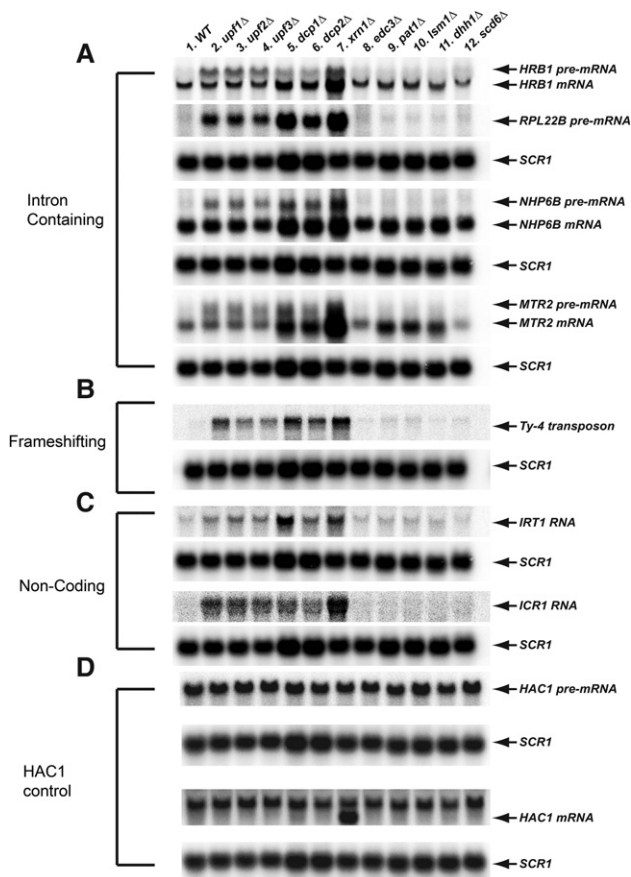 1. WT
2. upf1Δ
3. upf2Δ
4. upf3Δ
5. dcp1Δ
6. dcp2Δ
7. xrn1Δ
8. edc3Δ
9. pat1Δ
10. lsm1Δ
11. dhh1Δ
12. scd6Δ
A
HRB1 pre-mRNA
HRB1 mRNA
RPL22B pre-mRNA
SCR1
Intron
Containing
NHP6B pre-mRNA
NHP6B mRNA
SCR1
MTR2 pre-mRNA
MTR2 mRNA
SCR1
B
Frameshifting
Ty-4 transposon
SCR1
C
Non-Coding
IRT1 RNA
SCR1
ICR1 RNA
SCR1
D
HAC1
control
HAC1 pre-mRNA
SCR1
HAC1 mRNA
SCR1